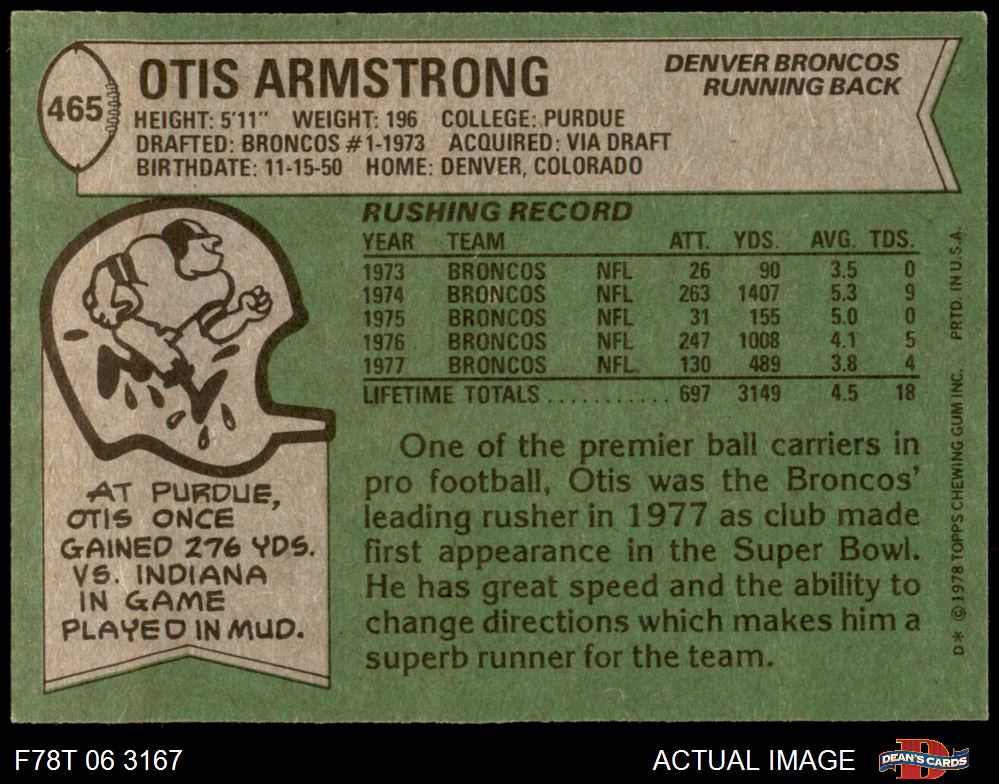 465
OTIS ARMSTRONG
DENVER BRONCOS
RUNNING BACK
HEIGHT: 5'11" WEIGHT: 196 COLLEGE: PURDUE
DRAFTED: BRONCOS #1-1973 ACQUIRED: VIA DRAFT
BIRTHDATE: 11-15-50 HOME: DENVER, COLORADO
RUSHING RECORD
YEAR TEAM ATT. YDS. AVG. TDS.
1973 BRONCOS NFL 26 90 3.5 0
1974 BRONCOS NFL 263 1407 5.3 9
1975 BRONCOS NFL 31 155 5.0 0
1976 BRONCOS NFL 247 1008 4.1 5
1977 BRONCOS NFL 130 489 3.8 4
LIFETIME TOTALS ........... 697 3149 4.5 18
One of the premier ball carriers in
pro football, Otis was the Broncos'
leading rusher in 1977 as club made
first appearance in the Super Bowl.
He has great speed and the ability to
change directions which makes him a
superb runner for the team.
AT PURDUE,
OTIS ONCE
GAINED 276 YDS.
VS. INDIANA
IN GAME
PLAYED IN MUD.
D* © 1978 TOPPS CHEWING GUM INC. PRTD. IN U.S.A.
F78T 06 3167
ACTUAL IMAGE
D
DEAN'S CARDS